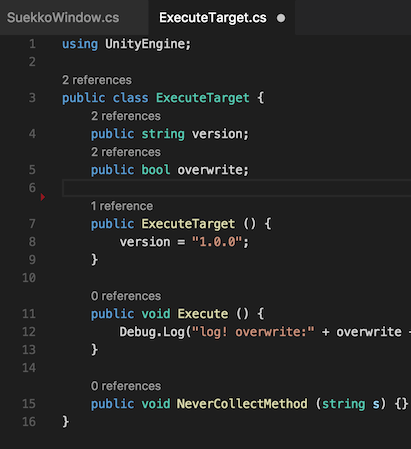 SuekkoWindow.cs ExecuteTarget.cs
1 using UnityEngine;
2
2 references
3 public class ExecuteTarget {
2 references
4 public string version;
2 references
5 public bool overwrite;
6
1 reference
7 public ExecuteTarget () {
8 version = "1.0.0";
9 }
10
0 references
11 public void Execute () {
12 Debug.Log("log! overwrite:" + overwrite +
13 }
14
0 references
15 public void NeverCollectMethod (string s) {}
16 }